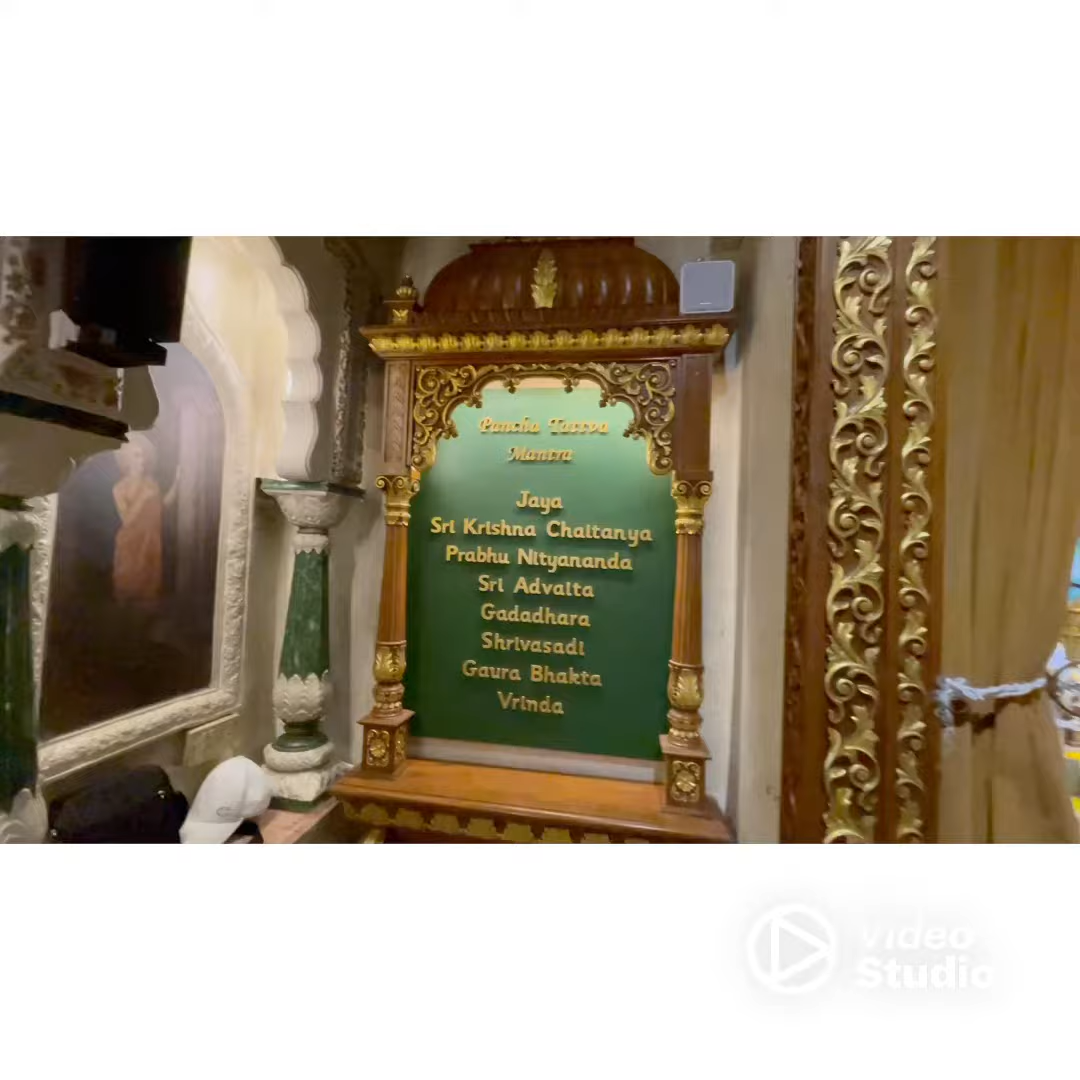 Pancha Tattva
Mantra
Jaya
Sri Krishna Chaitanya
Prabhu Nityananda
Sri Advaita
Gadadhara
Shrivasadi
Gaura Bhakta
Vrinda
Video
Studio